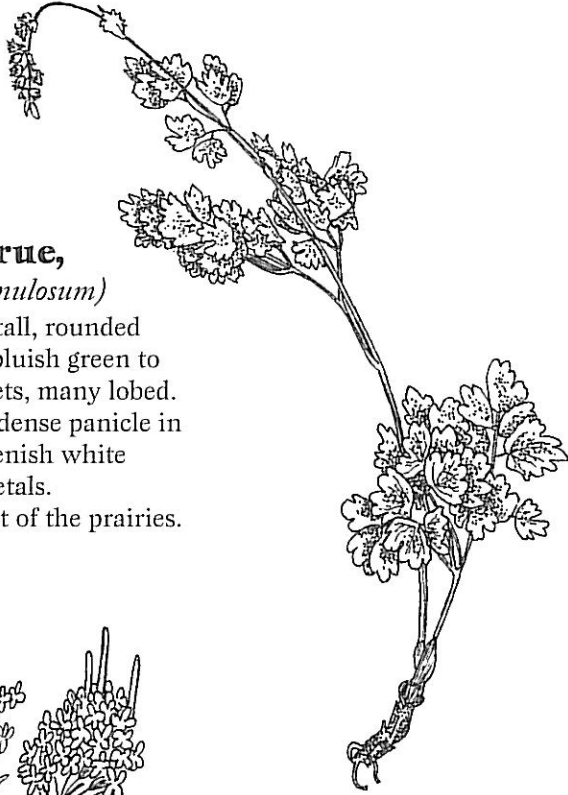 rue,
nulosum)
tall, rounded
bluish green to
ets, many lobed.
dense panicle in
enish white
etals.
t of the prairies.